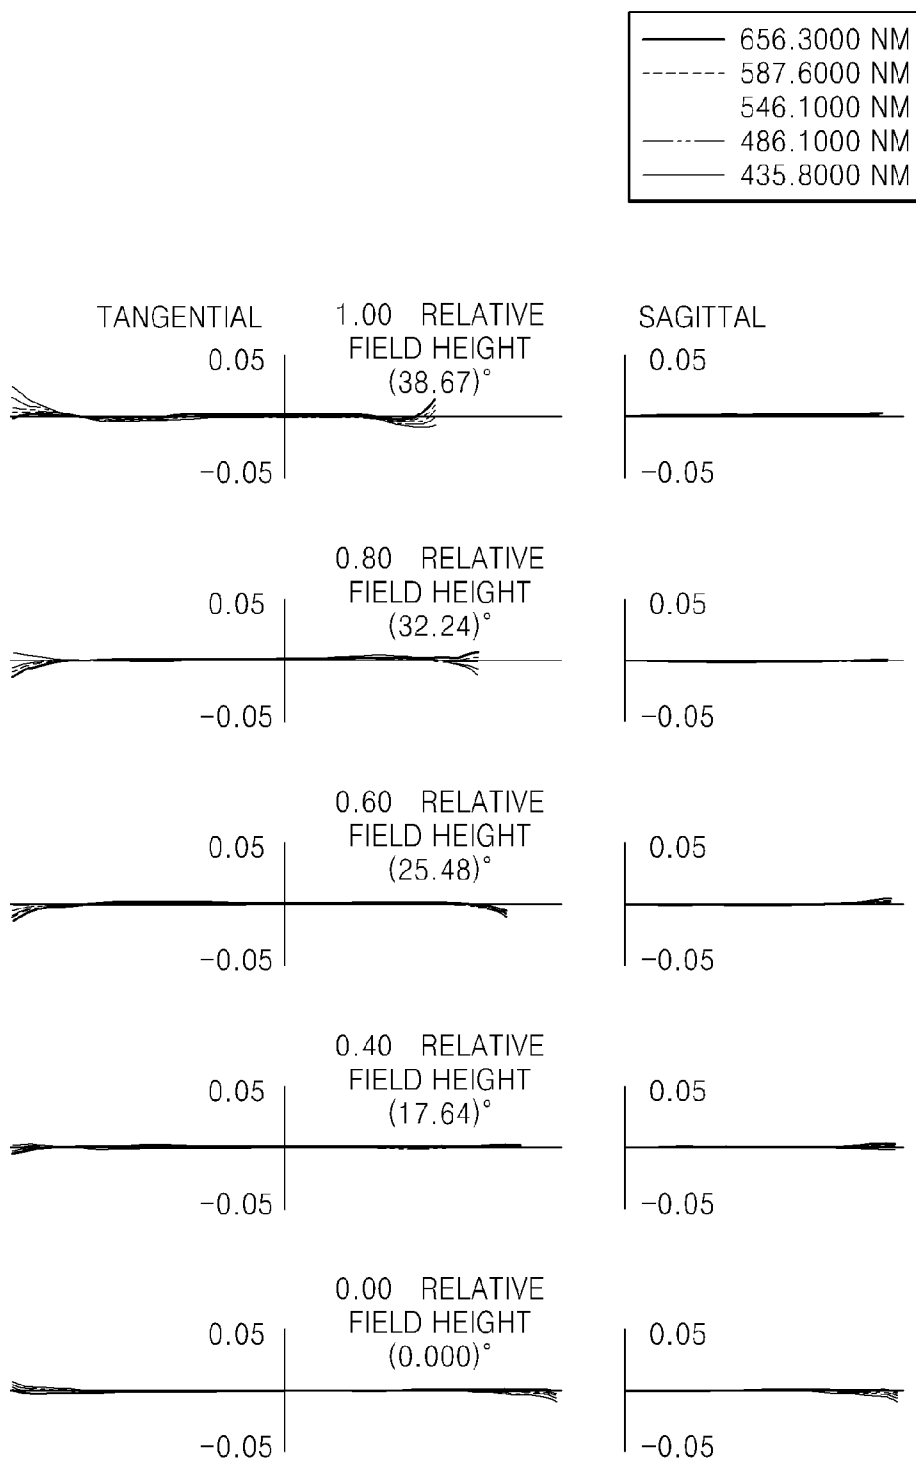 656.3000 NM
587.6000 NM
546.1000 NM
486.1000 NM
435.8000 NM
TANGENTIAL
1.00 RELATIVE
FIELD HEIGHT
(38.67)°
SAGITTAL
0.05
0.05
-0.05
-0.05
0.80 RELATIVE
FIELD HEIGHT
(32.24)°
0.05
0.05
-0.05
-0.05
0.60 RELATIVE
FIELD HEIGHT
(25.48)°
0.05
0.05
-0.05
-0.05
0.40 RELATIVE
FIELD HEIGHT
(17.64)°
0.05
0.05
-0.05
-0.05
0.00 RELATIVE
FIELD HEIGHT
(0.000)°
0.05
0.05
-0.05
-0.05